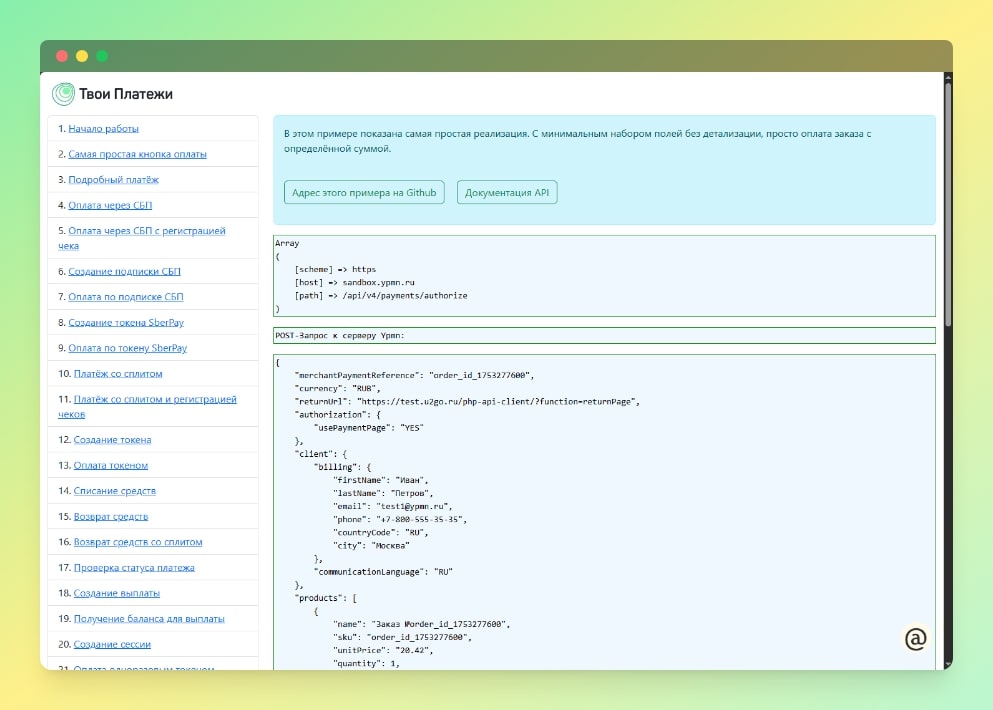 Твои Платежи
1. Начало работы
2. Самая простая кнопка оплаты
3. Подробный платёж
4. Оплата через СБП
5. Оплата через СБП с регистрацией
чека
6. Создание подписки СБП
7. Оплата по подписке СБП
8. Создание токена SberPay
9. Оплата по токену SberPay
10. Платёж со сплитом
11. Платёж со сплитом и регистрацией
чеков
12. Создание токена
13. Оплата токеном
14. Списание средств
15. Возврат средств
16. Возврат средств со сплитом
17. Проверка статуса платежа
18. Создание выплаты
19. Получение баланса для выплаты
20. Создание сессии
21. Оплата одноразовым токеном
В этом примере показана самая простая реализация. С минимальным набором полей без детализации, просто оплата заказа с
определённой суммой.
Адрес этого примера на Github
Документация API
Array
(
[scheme] => https
[host] => sandbox.ypmn.ru
[path] => /api/v4/payments/authorize
)
POST-Запрос к серверу Ypmn:
{
"merchantPaymentReference": "order_id_1753277600",
"currency": "RUB",
"returnUrl": "https://test.u2go.ru/php-api-client/?function=returnPage",
"authorization": {
"usePaymentPage": "YES"
},
"client": {
"billing": {
"firstName": "Иван",
"lastName": "Петров",
"email": "test1@ypmn.ru",
"phone": "+7-800-555-35-35",
"countryCode": "RU",
"city": "Москва"
},
"communicationLanguage": "RU"
},
"products": [
{
"name": "Заказ №order_id_1753277600",
"sku": "order_id_1753277600",
"unitPrice": "20.42",
"quantity": 1,
@